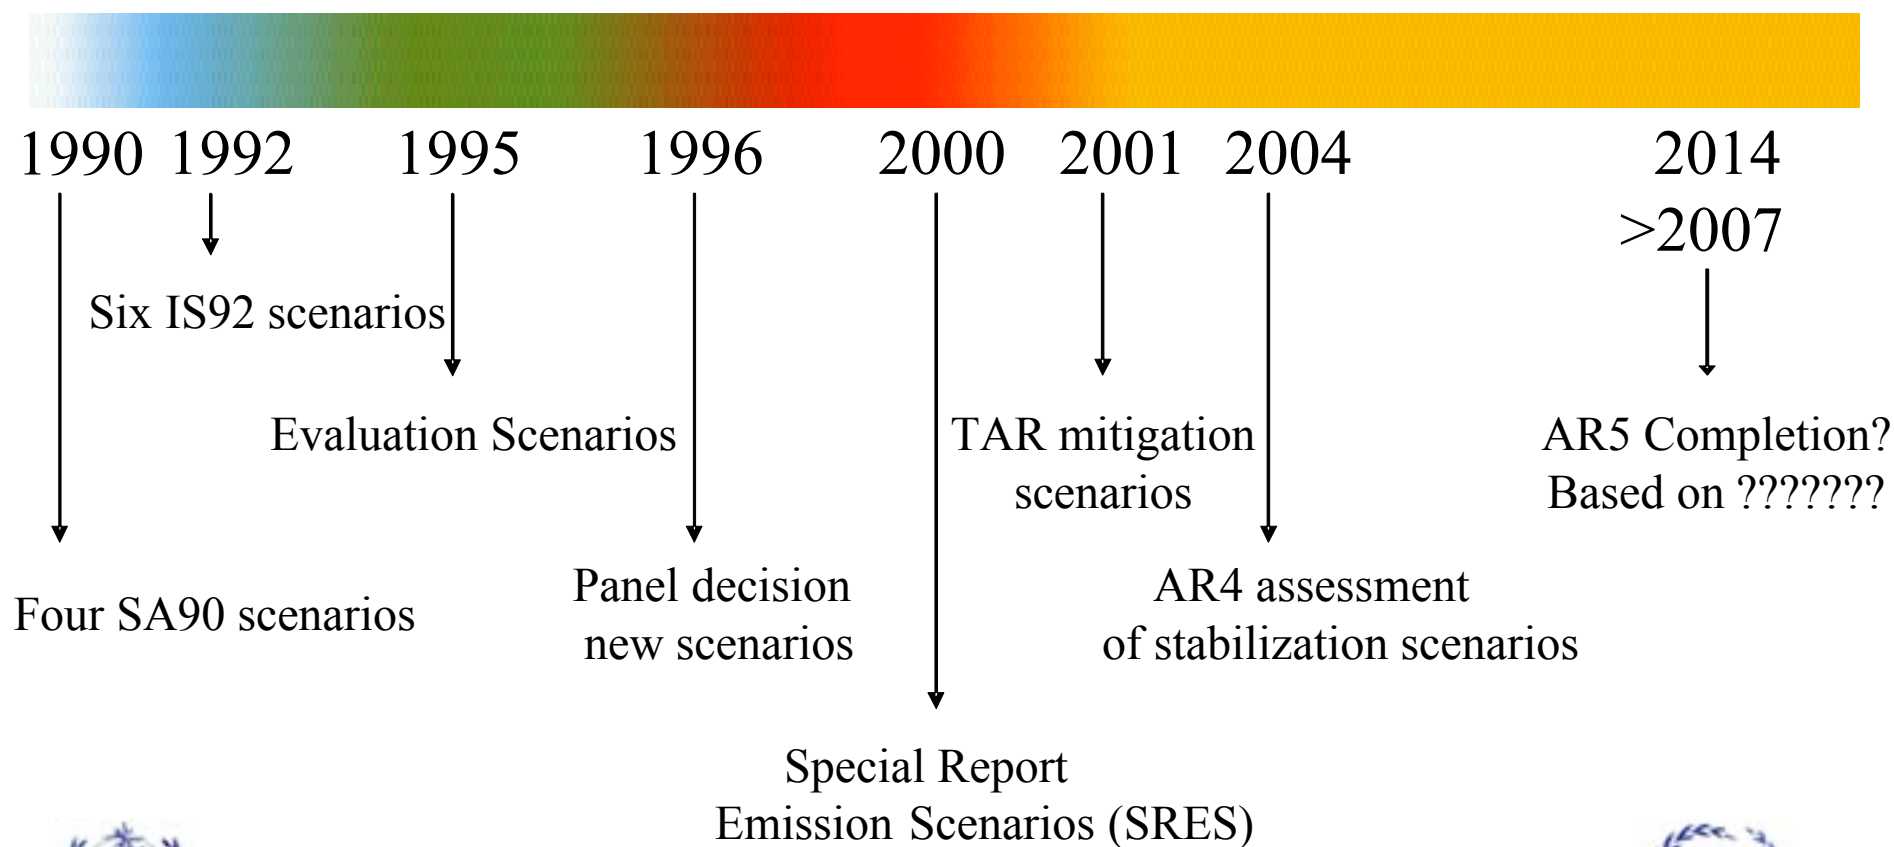 1990 1992 1995 1996 2000 2001 2004 2014
>2007
Six IS92 scenarios
Evaluation Scenarios
TAR mitigation
scenarios
AR5 Completion?
Based on ???????
Four SA90 scenarios
Panel decision
new scenarios
AR4 assessment
of stabilization scenarios
Special Report
Emission Scenarios (SRES)